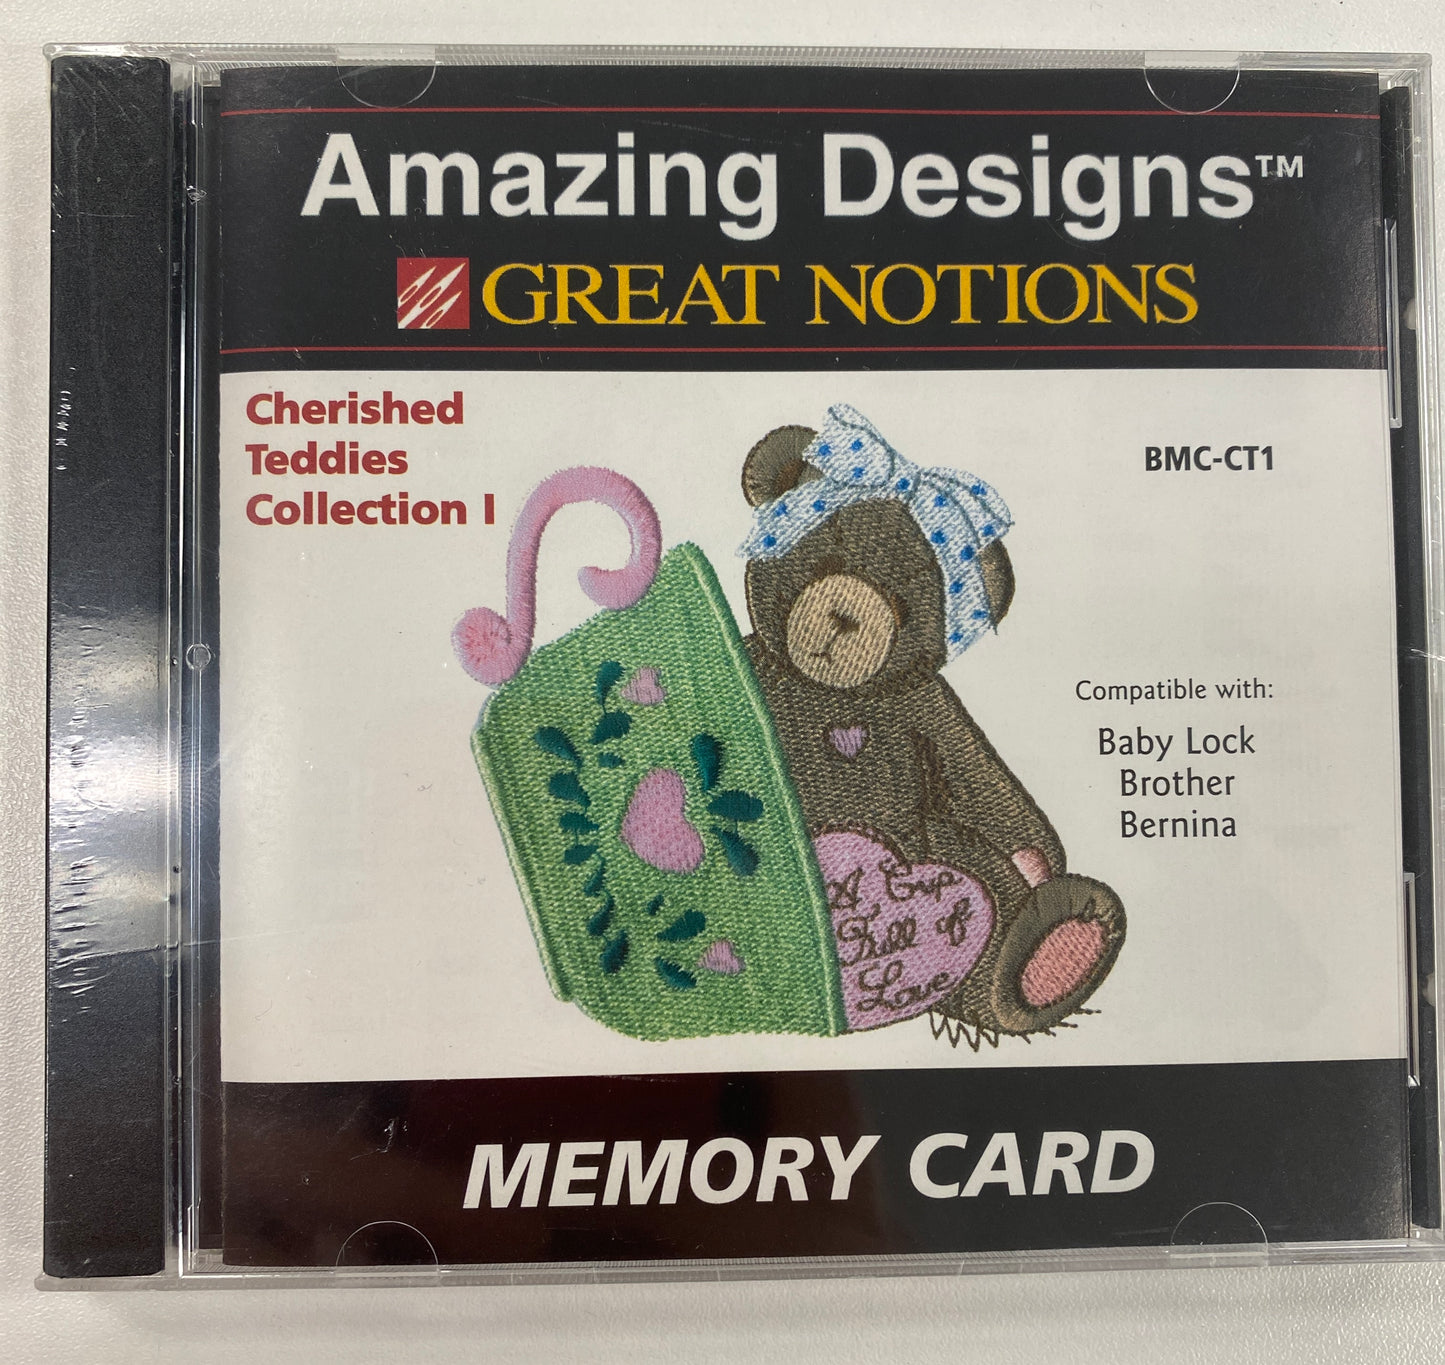 Amazing Designs™
GREAT NOTIONS
Cherished
Teddies
Collection I
BMC-CT1
Compatible with:
Baby Lock
Brother
Bernina
A Cup
Full of
Love
MEMORY CARD